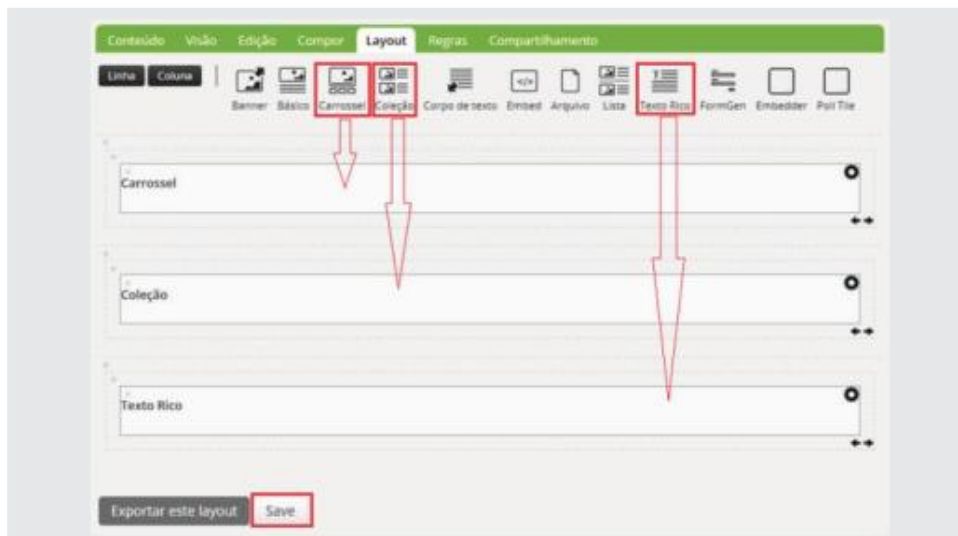 Conteúdo Visão Edição Compor Layout Regras Compartilhamento
Linha Coluna
Banner Básico Carrossel Coleção Corpo de texto Embed Arquivo Lista Texto Rico FormGen Embedder Poll Tile
Carrossel
Coleção
Texto Rico
Exportar este layout Save